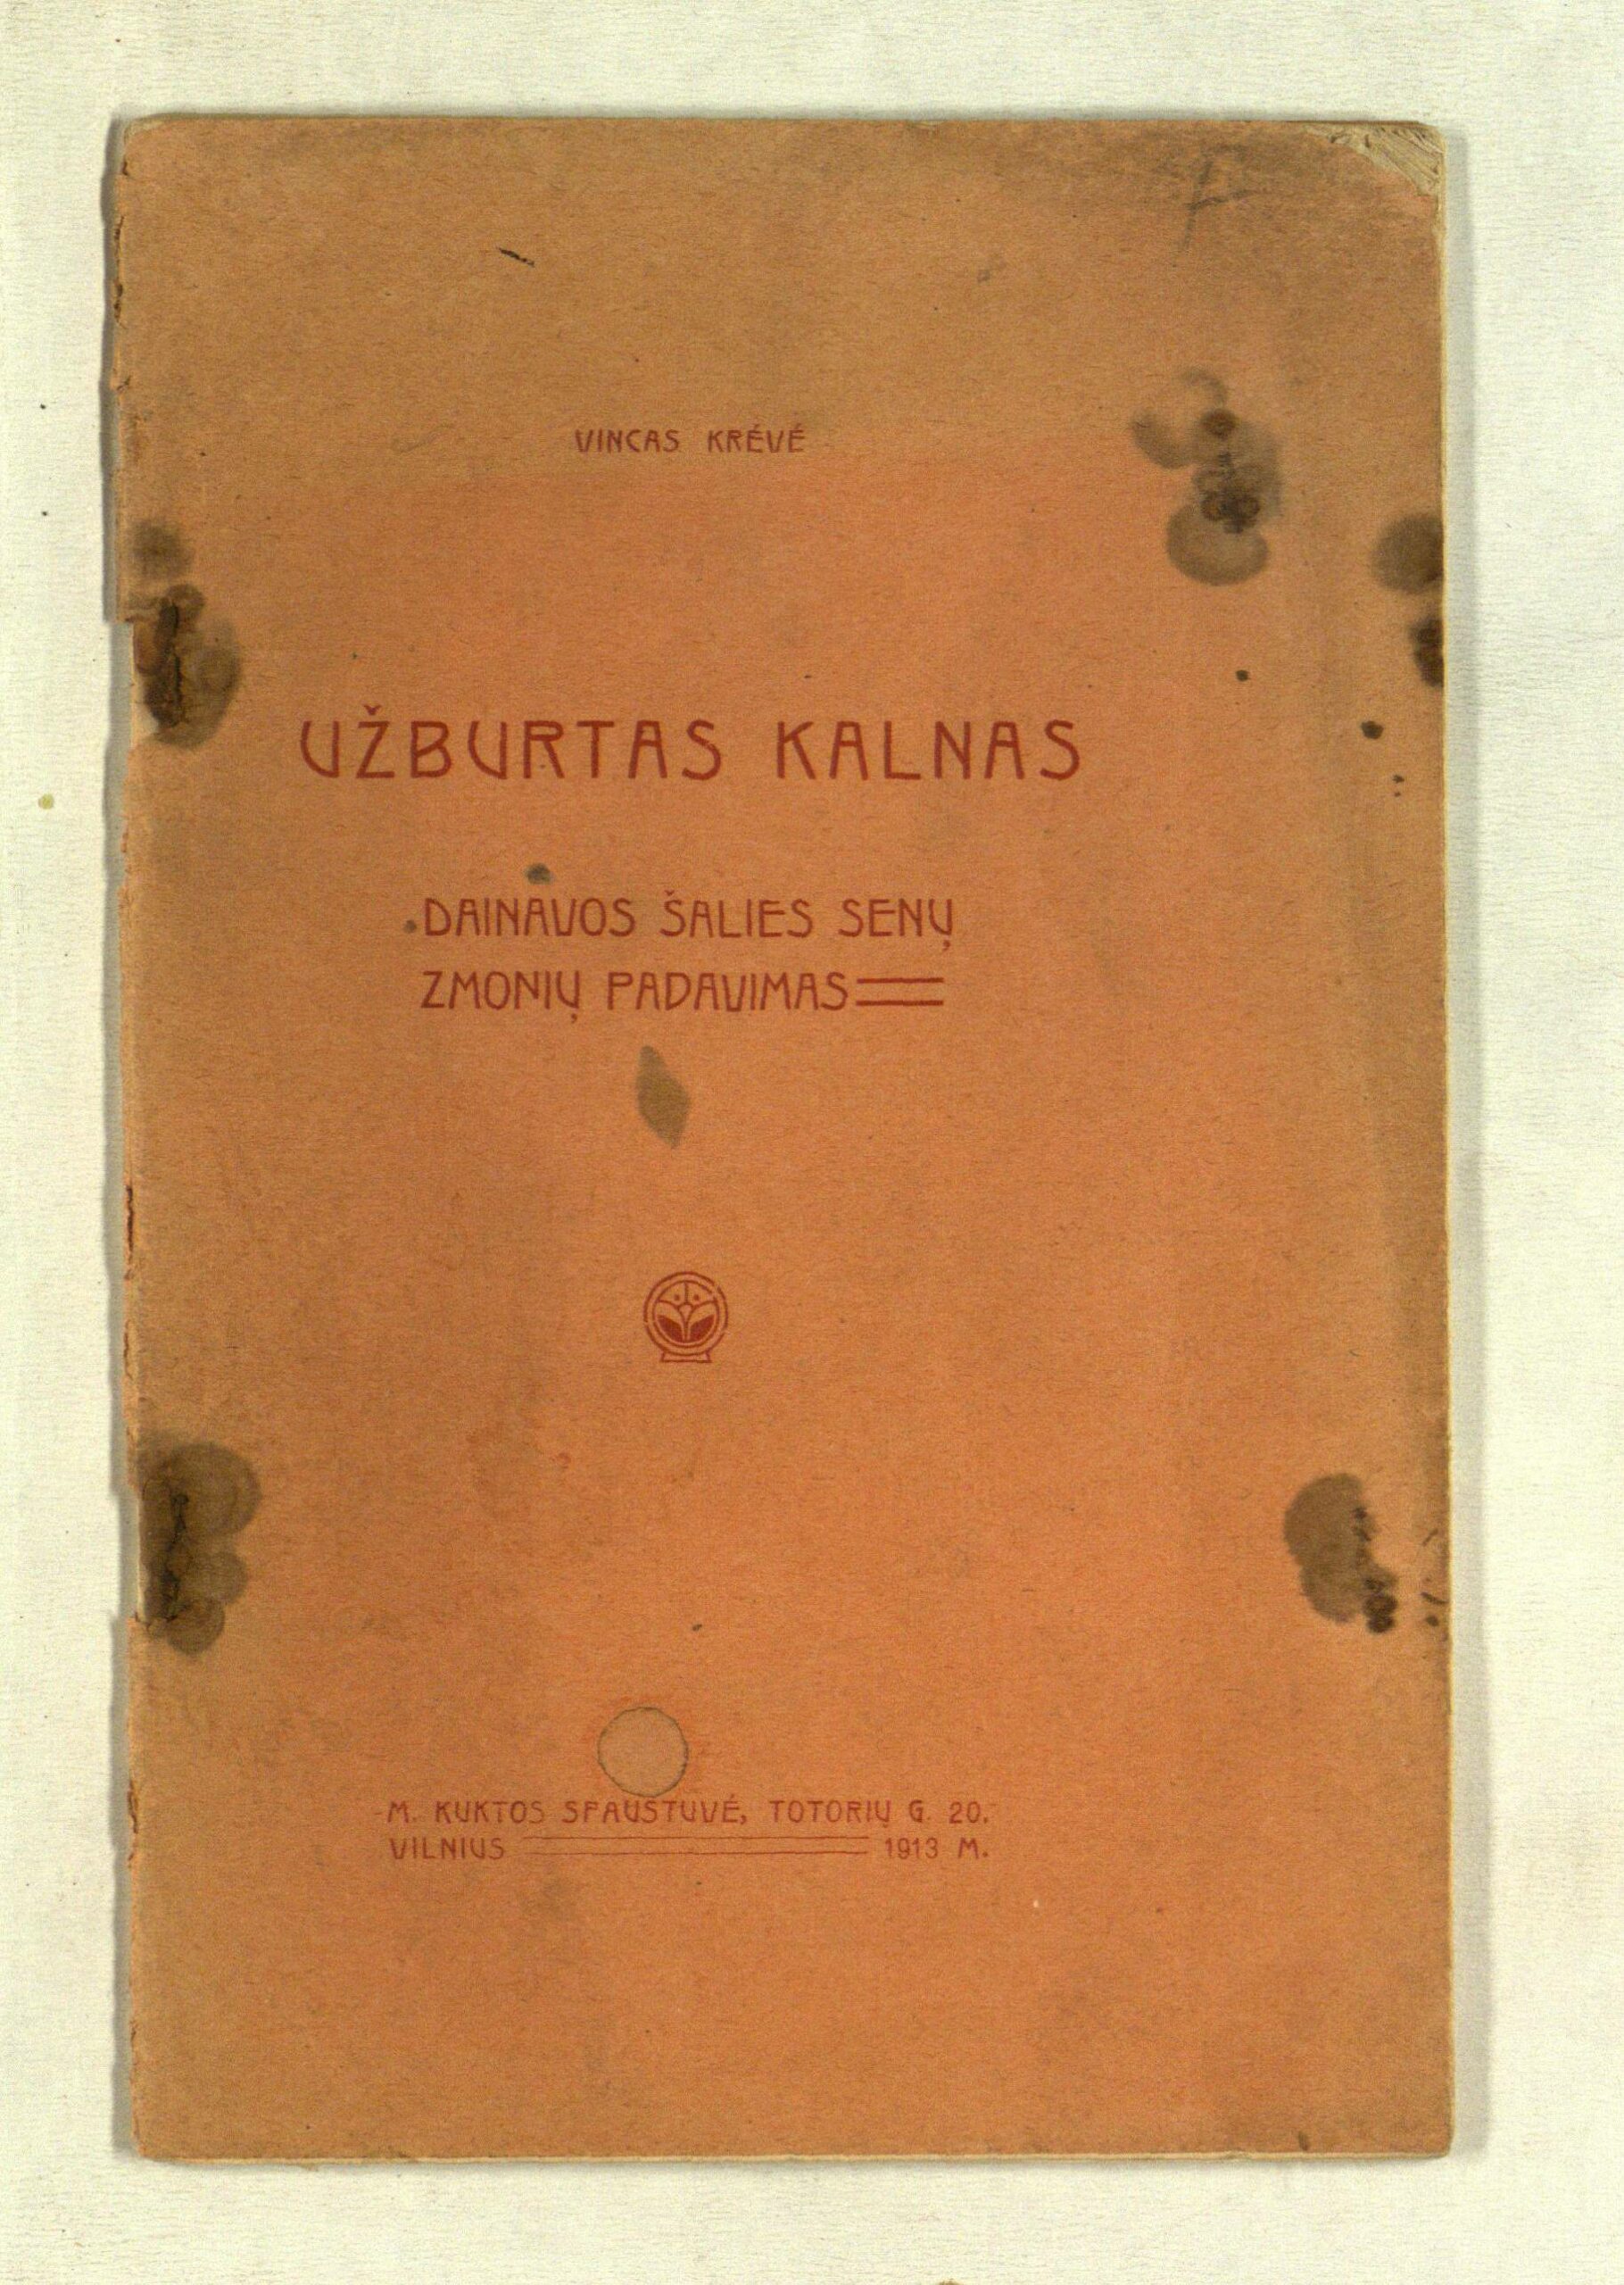 VINCAS KRĖVĖ
UŽBURTAS KALNAS
DAINAVOS ŠALIES SENŲ
ZMONIŲ PADAVIMAS
M. KUKTOS SPAUSTUVĖ, TOTORIŲ G. 20.
VILNIUS 1913 M.